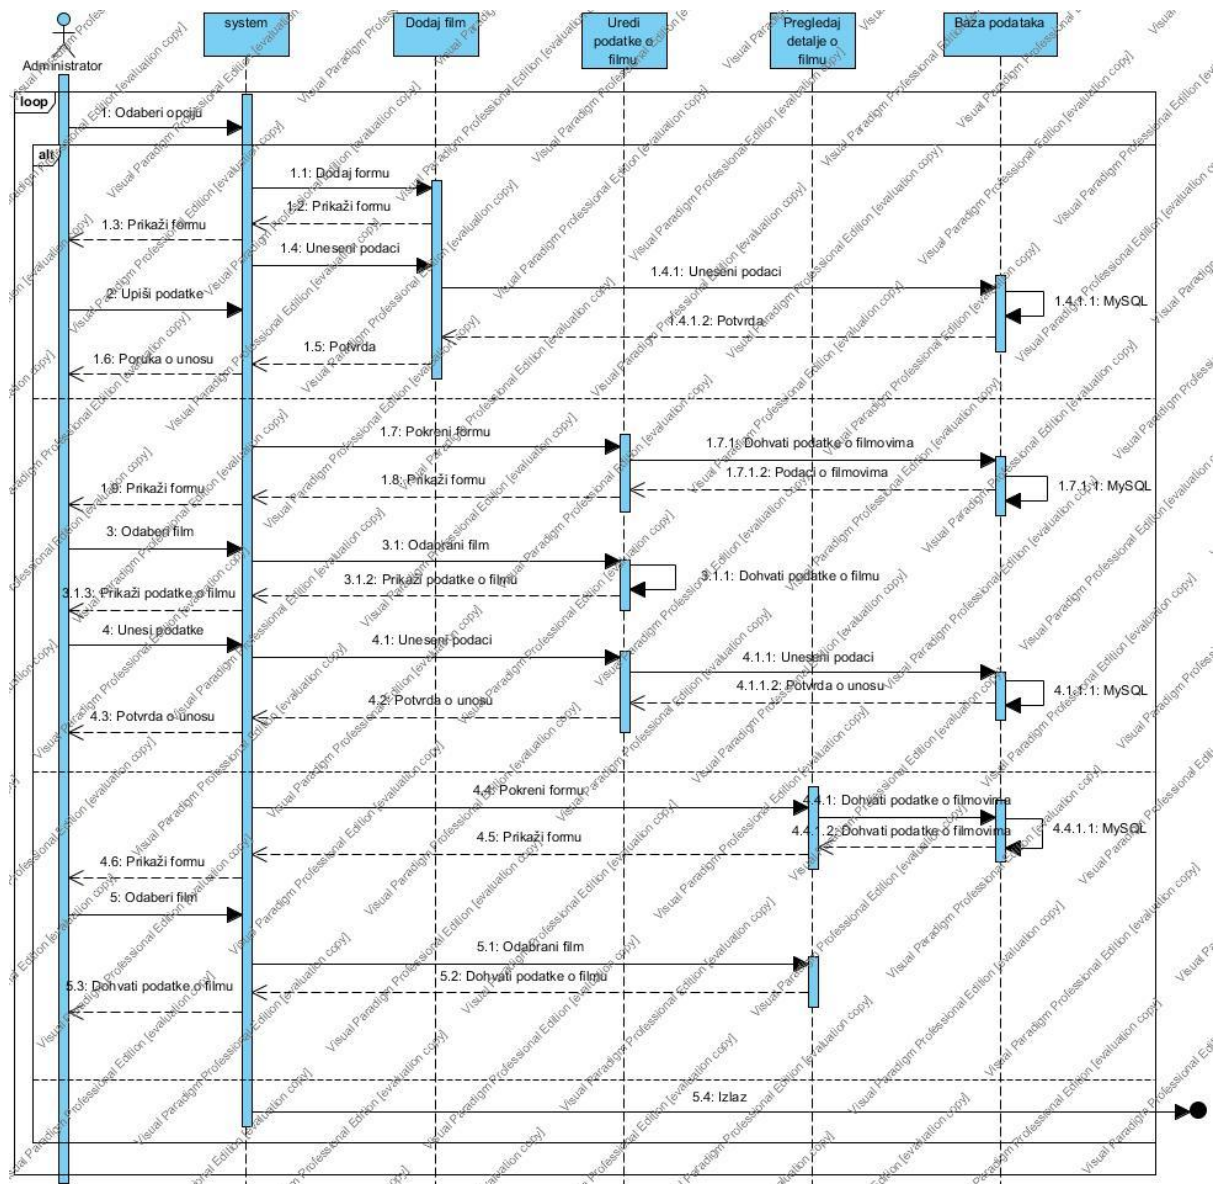 Administrator
system
Dodaj film
Uredi
podatke o
filmu
Pregledaj
detalje o
filmu
Baza podataka
loop
1: Odaberi opciju
alt
1.1: Dodaj formu
1.2: Prikaži formu
1.3: Prikaži formu
1.4: Uneseni podaci
1.4.1: Uneseni podaci
2: Upiši podatke
1.4.1.1: MySQL
1.4.1.2: Potvrda
1.5: Potvrda
1.6: Poruka o unosu
1.7: Pokreni formu
1.7.1: Dohvati podatke o filmovima
1.7.1.2: Podaci o filmovima
1.7.1.1: MySQL
1.8: Prikaži formu
1.9: Prikaži formu
3: Odaberi film
3.1: Odabrani film
3.1.1: Dohvati podatke o filmu
3.1.2: Prikaži podatke o filmu
3.1.3: Prikaži podatke o filmu
4: Unesi podatke
4.1: Uneseni podaci
4.1.1: Uneseni podaci
4.1.1.2: Potvrda o unosu
4.1.1.1: MySQL
4.2: Potvrda o unosu
4.3: Potvrda o unosu
4.4: Pokreni formu
4.4.1: Dohvati podatke o filmovima
4.4.1.2: Dohvati podatke o filmovima
4.4.1.1: MySQL
4.5: Prikaži formu
4.6: Prikaži formu
5: Odaberi film
5.1: Odabrani film
5.2: Dohvati podatke o filmu
5.3: Dohvati podatke o filmu
5.4: Izlaz
Visual Paradigm Professional Edition [evaluation copy]